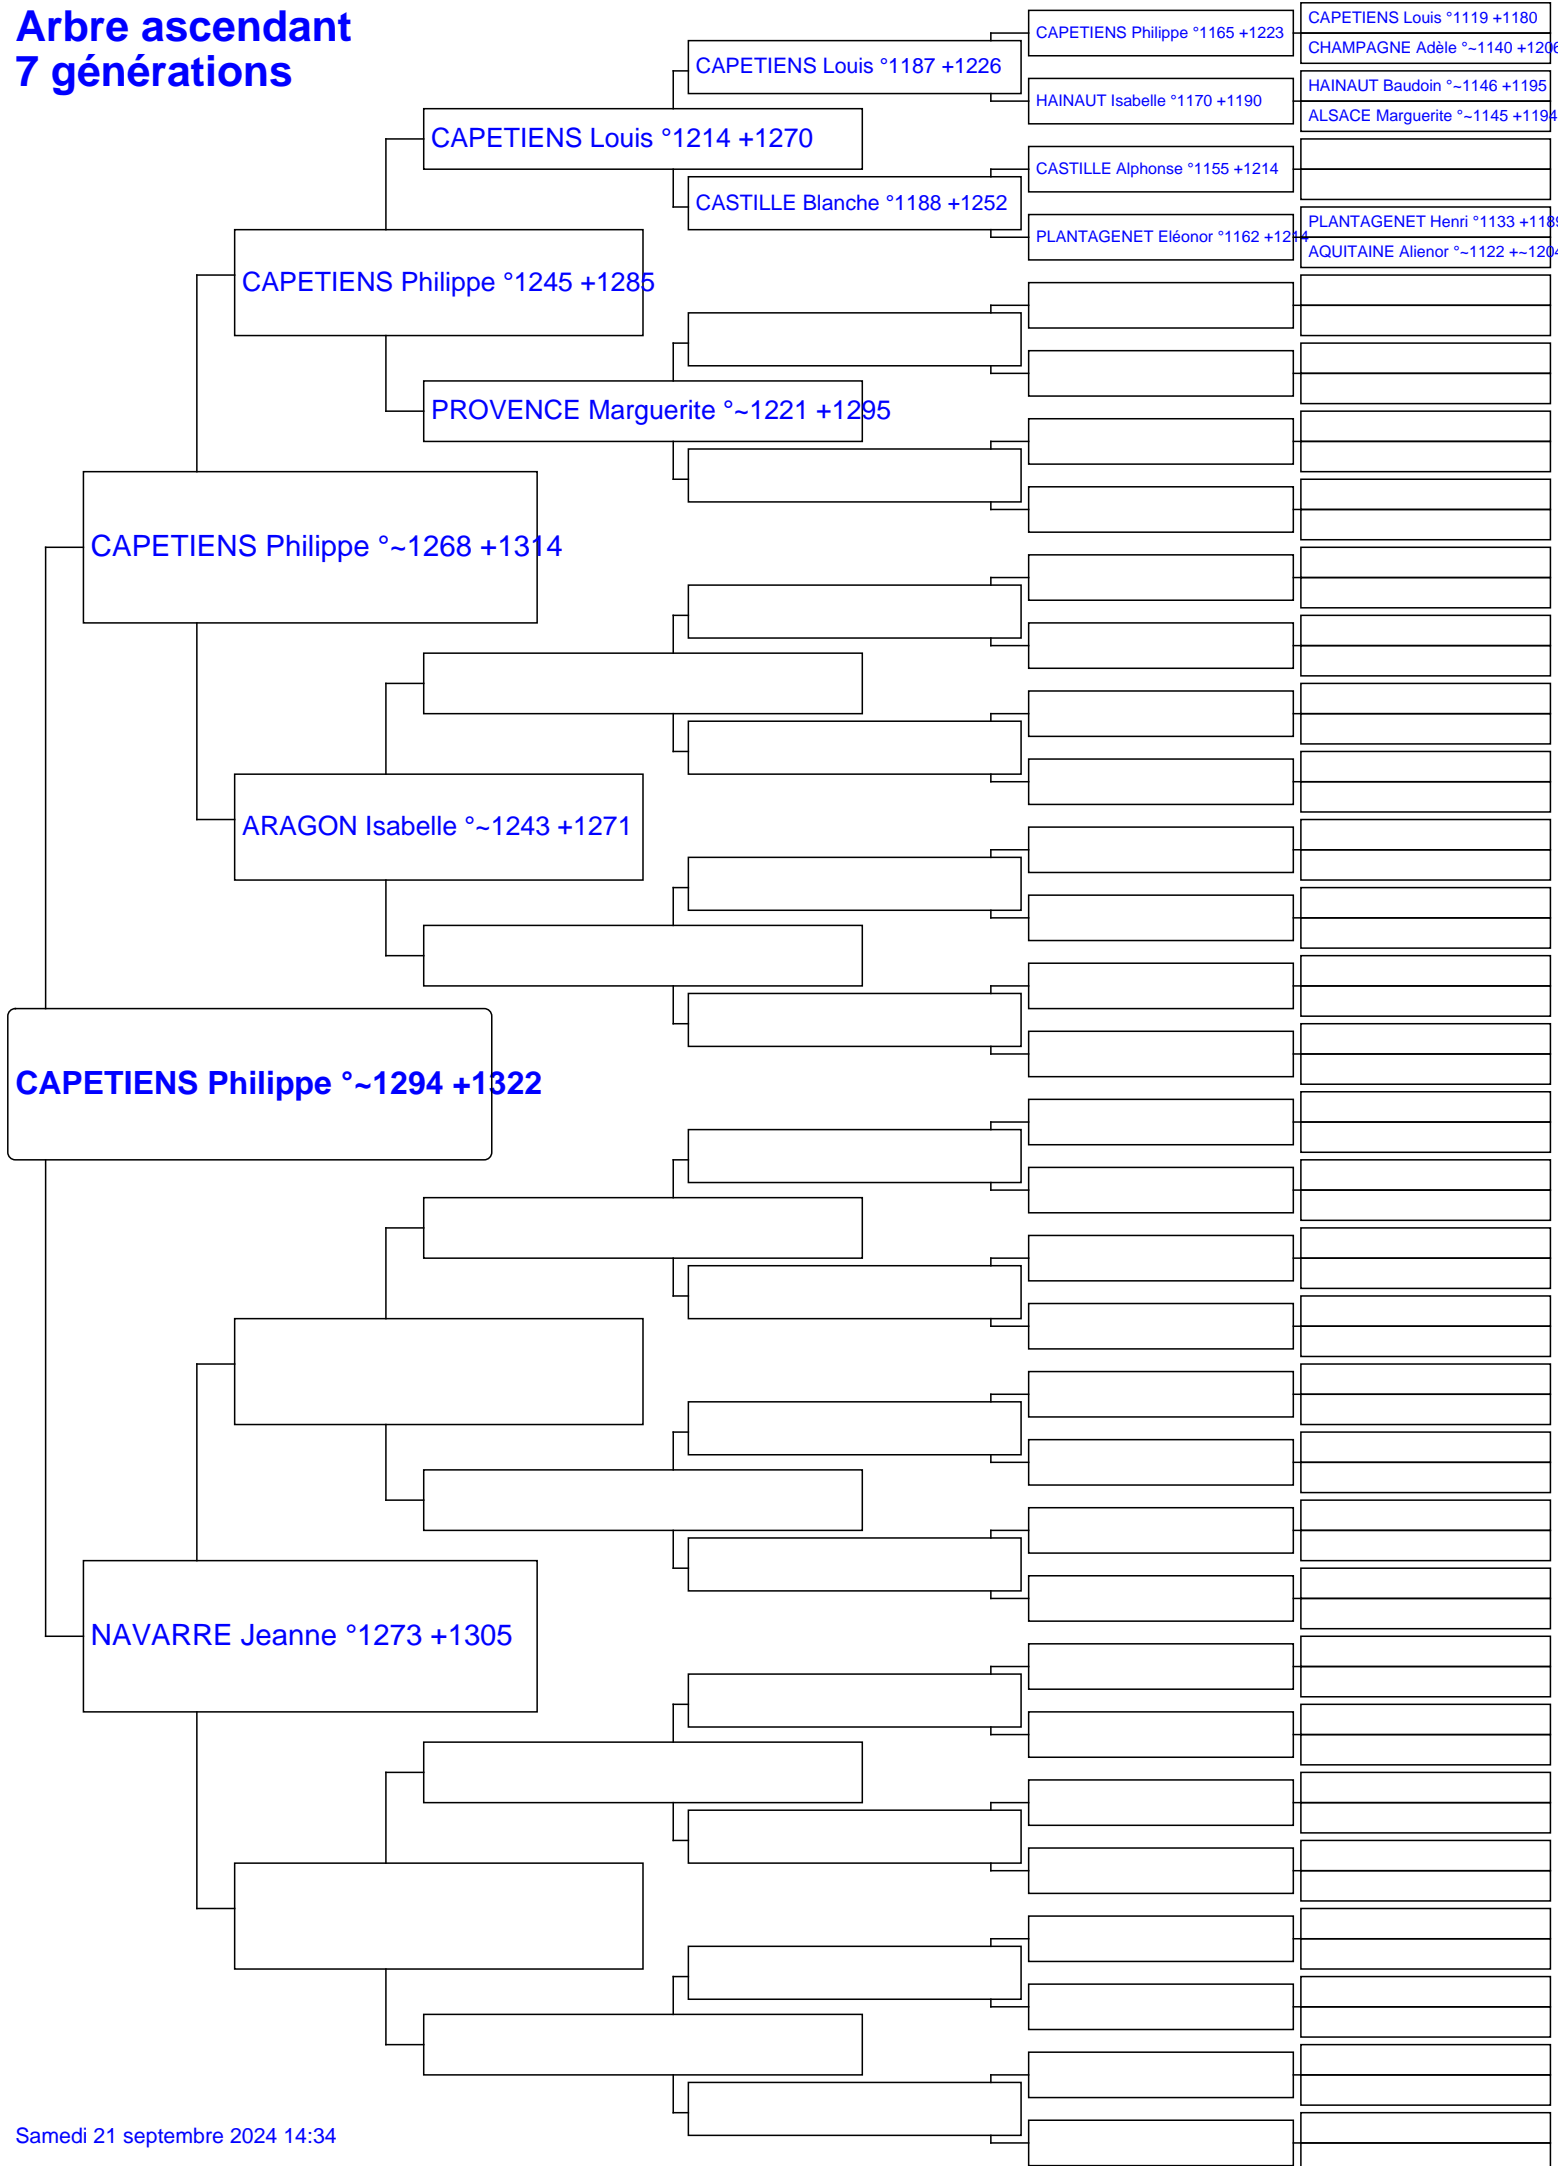 Arbre ascendant
7 générations
CAPETIENS Louis °1119 +1180
CAPETIENS Philippe °1165 +1223
CHAMPAGNE Adèle °~1140 +1206
CAPETIENS Louis °1187 +1226
HAINAUT Baudoin °~1146 +1195
HAINAUT Isabelle °1170 +1190
ALSACE Marguerite °~1145 +1194
CAPETIENS Louis °1214 +1270
CASTILLE Alphonse °1155 +1214
CASTILLE Blanche °1188 +1252
PLANTAGENET Henri °1133 +1189
PLANTAGENET Eléonor °1162 +1214
AQUITAINE Alienor °~1122 +~1204
CAPETIENS Philippe °1245 +1285
PROVENCE Marguerite °~1221 +1295
CAPETIENS Philippe °~1268 +1314
ARAGON Isabelle °~1243 +1271
CAPETIENS Philippe °~1294 +1322
NAVARRE Jeanne °1273 +1305
Samedi 21 septembre 2024 14:34